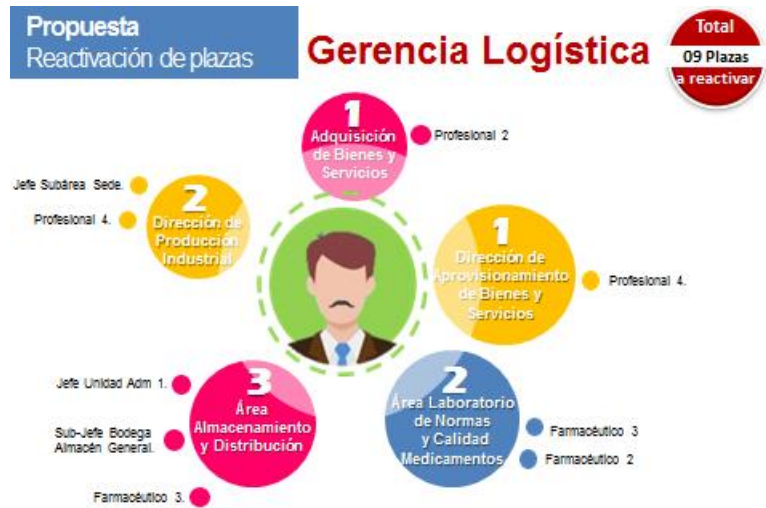 Propuesta
Reactivación de plazas
Gerencia Logística
Total
09 Plazas
a reactivar
1
Adquisición
de Bienes y
Servicios
Profesional 2
2
Dirección de
Producción
Industrial
Jefe Subárea Sede.
Profesional 4.
1
Dirección de
Aprovisionamiento
de Bienes y
Servicios
Profesional 4.
3
Área
Almacenamiento
y Distribución
Jefe Unidad Adm 1.
Sub-Jefe Bodega
Almacén General.
Farmacéutico 3.
2
Área Laboratorio
de Normas
y Calidad
Medicamentos
Farmacéutico 3
Farmacéutico 2